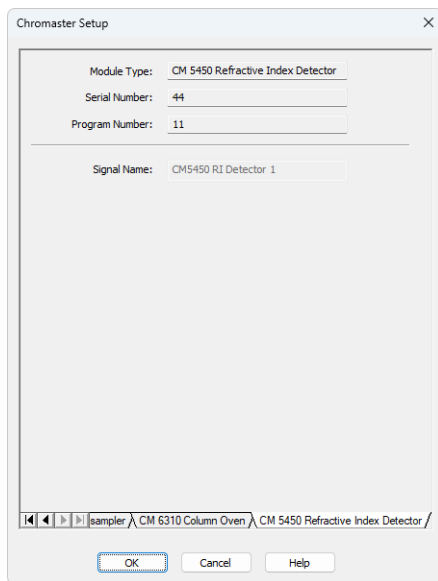 Chromaster Setup
Module Type: CM 5450 Refractive Index Detector
Serial Number: 44
Program Number: 11
Signal Name: CM5450 RI Detector 1
sampler CM 6310 Column Oven CM 5450 Refractive Index Detector
OK Cancel Help